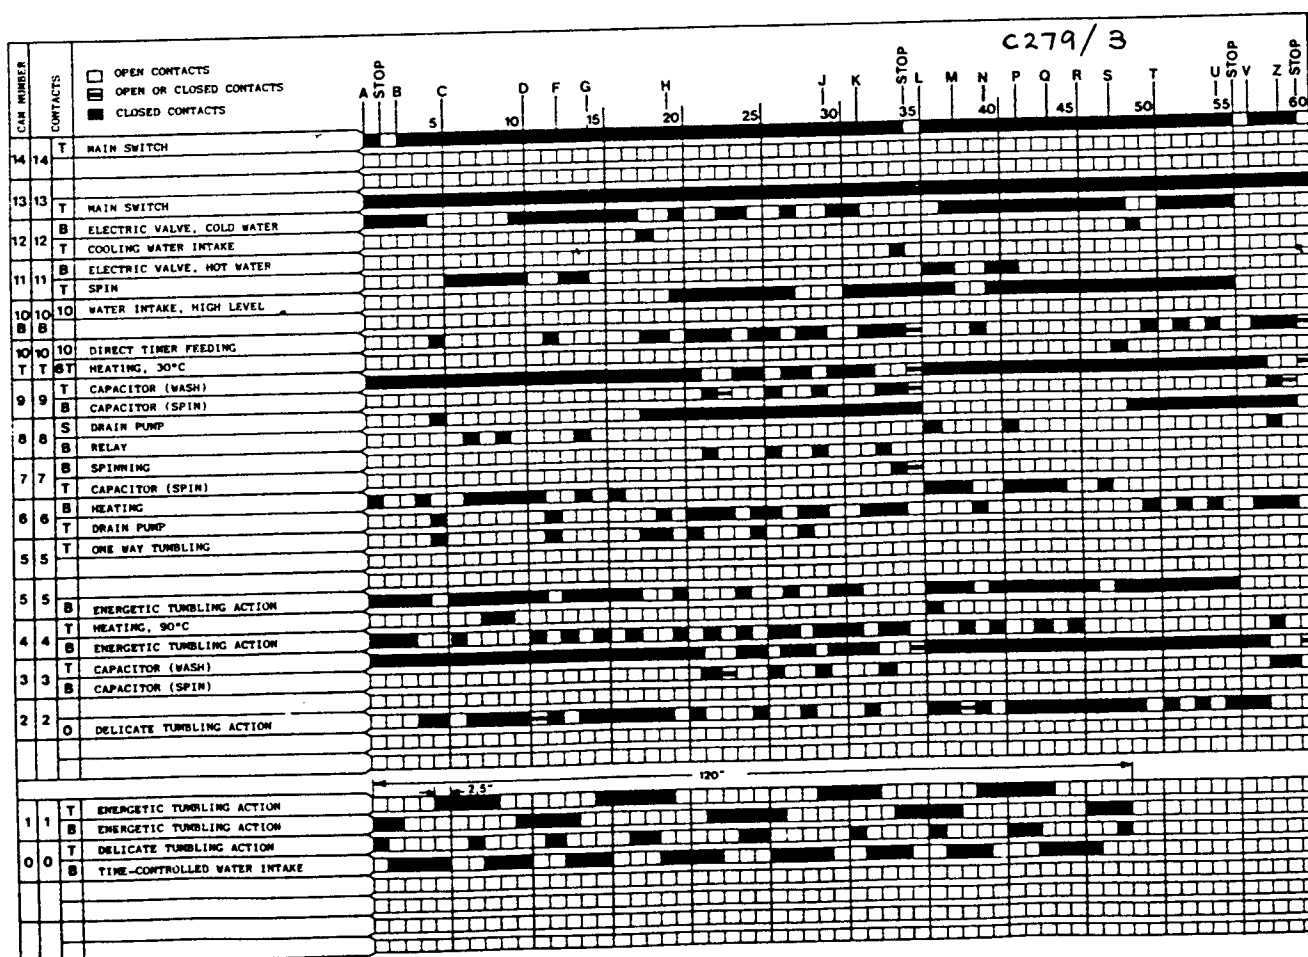 C279/3
CAM NUMBER
CONTACTS
OPEN CONTACTS
OPEN OR CLOSED CONTACTS
CLOSED CONTACTS
A STOP B C D F G H J K STOP L M N P Q R S T U STOP V Z STOP
5 10 15 20 25 30 35 40 45 50 55 60
14 14 T MAIN SWITCH
13 13 T MAIN SWITCH
B ELECTRIC VALVE, COLD WATER
12 12 T COOLING WATER INTAKE
B ELECTRIC VALVE, HOT WATER
11 11 T SPIN
10 B 10 B 10 WATER INTAKE, HIGH LEVEL
10 T 10 T 10 DIRECT TIMER FEEDING
6T HEATING, 30°C
9 9 T CAPACITOR (WASH)
B CAPACITOR (SPIN)
8 8 S DRAIN PUMP
B RELAY
7 7 B SPINNING
T CAPACITOR (SPIN)
6 6 B HEATING
T DRAIN PUMP
5 5 T ONE WAY TUMBLING
5 5 B ENERGETIC TUMBLING ACTION
4 4 T HEATING, 90°C
B ENERGETIC TUMBLING ACTION
3 3 T CAPACITOR (WASH)
B CAPACITOR (SPIN)
2 2 O DELICATE TUMBLING ACTION
120"
2,5"
1 1 T ENERGETIC TUMBLING ACTION
B ENERGETIC TUMBLING ACTION
0 0 T DELICATE TUMBLING ACTION
B TIME-CONTROLLED WATER INTAKE